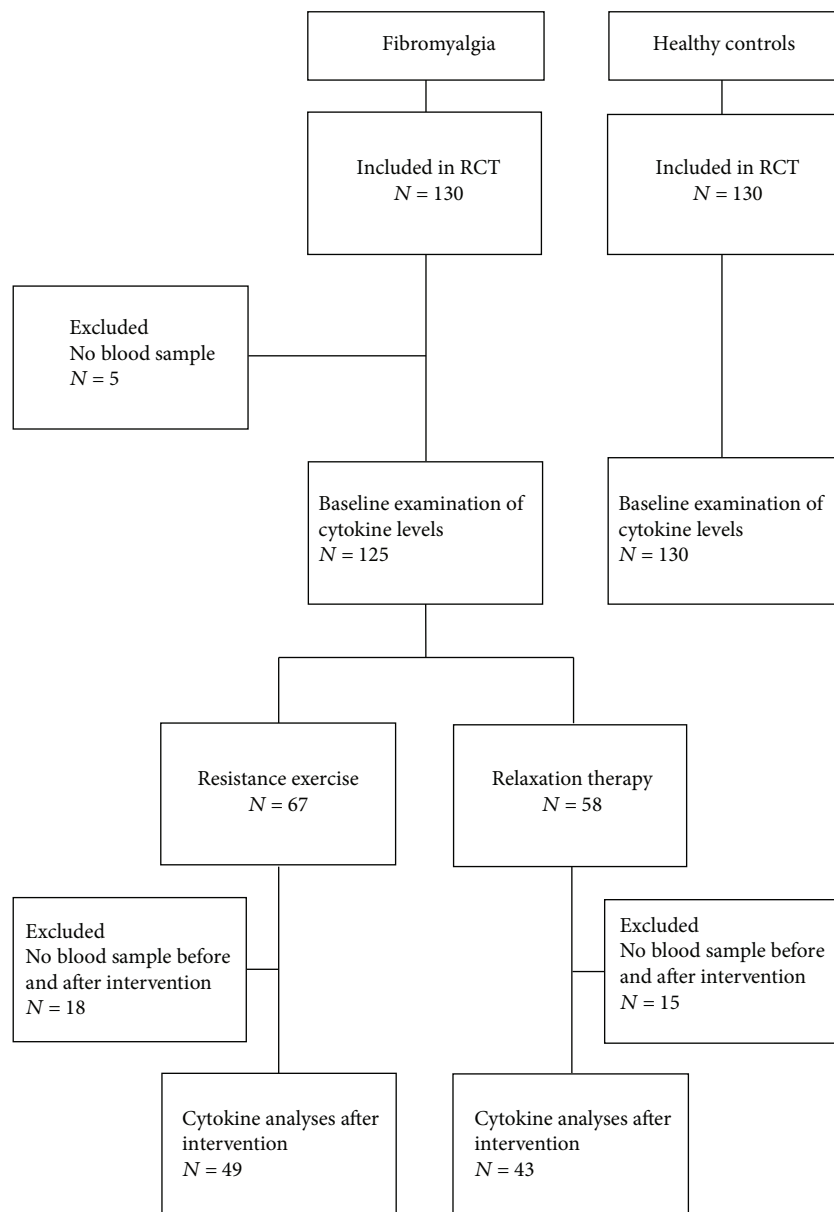 Fibromyalgia
Healthy controls
Included in RCT
N = 130
Included in RCT
N = 130
Excluded
No blood sample
N = 5
Baseline examination of
cytokine levels
N = 125
Baseline examination of
cytokine levels
N = 130
Resistance exercise
N = 67
Relaxation therapy
N = 58
Excluded
No blood sample before
and after intervention
N = 18
Excluded
No blood sample before
and after intervention
N = 15
Cytokine analyses after
intervention
N = 49
Cytokine analyses after
intervention
N = 43